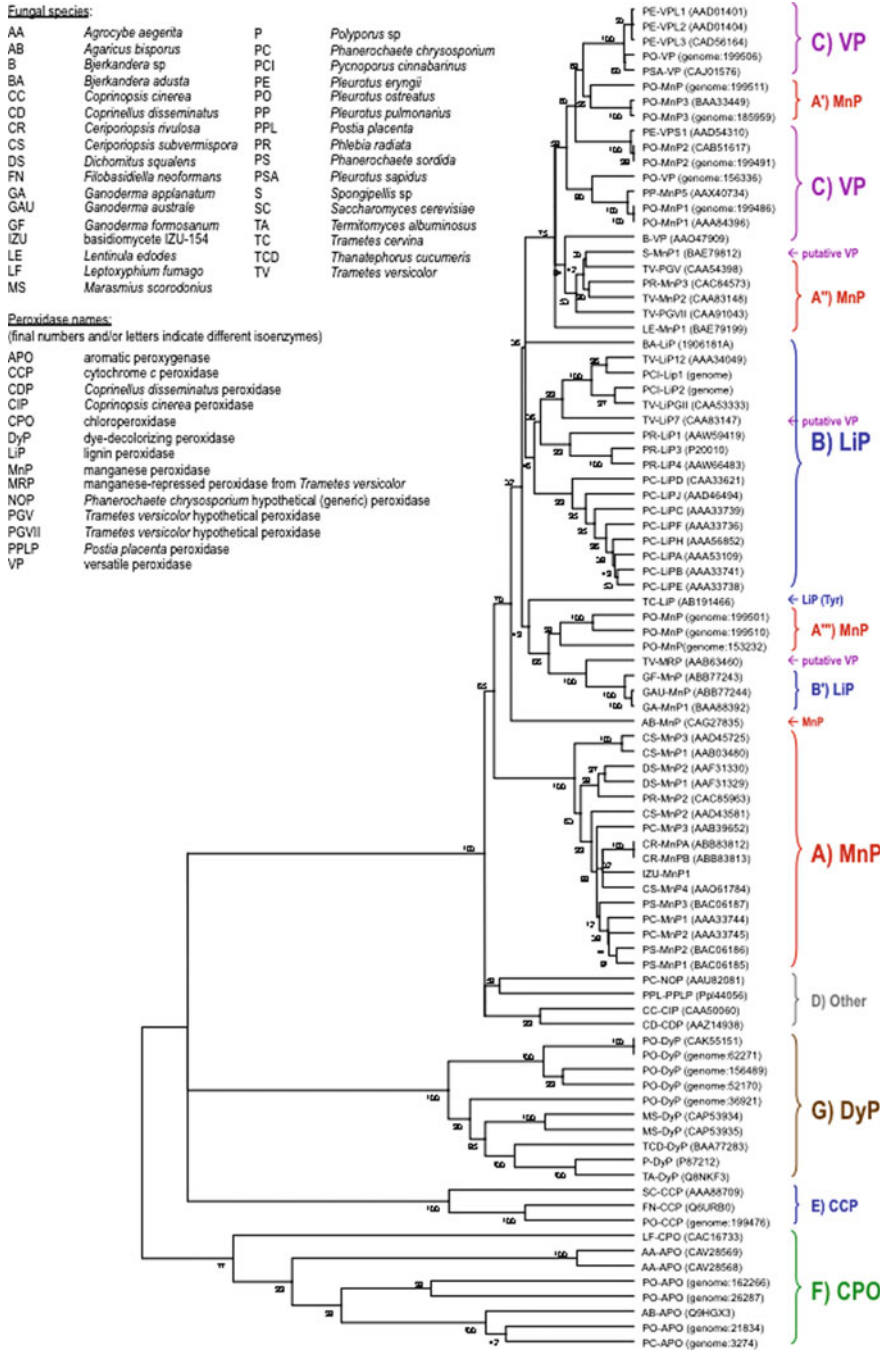 Fungal species:
AA Agrocybe aegerita P Polyporus sp
AB Agaricus bisporus PC Phanerochaete chrysosporium
B Bjerkandera sp PCI Pycnoporus cinnabarinus
BA Bjerkandera adusta PE Pleurotus eryngii
CC Coprinopsis cinerea PO Pleurotus ostreatus
CD Coprinellus disseminatus PP Pleurotus pulmonarius
CR Ceriporiopsis rivulosa PPL Postia placenta
CS Ceriporiopsis subvermispora PR Phlebia radiata
DS Dichomitus squalens PS Phanerochaete sordida
FN Filobasidiella neoformans PSA Pleurotus sapidus
GA Ganoderma applanatum S Spongipellis sp
GAU Ganoderma australe SC Saccharomyces cerevisiae
GF Ganoderma formosanum TA Termitomyces albuminosus
IZU basidiomycete IZU-154 TC Trametes cervina
LE Lentinula edodes TCD Thanatephorus cucumeris
LF Leptoxyphium fumago TV Trametes versicolor
MS Marasmius scorodonius
Peroxidase names:
(final numbers and/or letters indicate different isoenzymes)
APO aromatic peroxygenase
CCP cytochrome c peroxidase
CDP Coprinellus disseminatus peroxidase
CIP Coprinopsis cinerea peroxidase
CPO chloroperoxidase
DyP dye-decolorizing peroxidase
LiP lignin peroxidase
MnP manganese peroxidase
MRP manganese-repressed peroxidase from Trametes versicolor
NOP Phanerochaete chrysosporium hypothetical (generic) peroxidase
PGV Trametes versicolor hypothetical peroxidase
PGVII Trametes versicolor hypothetical peroxidase
PPLP Postia placenta peroxidase
VP versatile peroxidase
PE-VPL1 (AAD01401)
PE-VPL2 (AAD01404)
PE-VPL3 (CAD56164)
PO-VP (genome:199506)
PSA-VP (CAJ01576)
C) VP
PO-MnP (genome:199511)
PO-MnP3 (BAA33449)
PO-MnP3 (genome:185959)
A') MnP
PE-VPS1 (AAD54310)
PO-MnP2 (CAB51617)
PO-MnP2 (genome:199491)
PO-VP (genome:156336)
PP-MnP5 (AAX40734)
PO-MnP1 (genome:199486)
PO-MnP1 (AAA84396)
B-VP (AAO47909)
C) VP
S-MnP1 (BAE79812) ← putative VP
TV-PGV (CAA54398)
PR-MnP3 (CAC84573)
TV-MnP2 (CAA83148)
TV-PGVII (CAA91043)
LE-MnP1 (BAE79199)
A'') MnP
BA-LiP (1906181A)
TV-LiP12 (AAA34049)
PCI-Lip1 (genome)
PCI-LiP2 (genome)
TV-LiPGII (CAA53333)
TV-LiP7 (CAA83147) ← putative VP
PR-LiP1 (AAW59419)
PR-LiP3 (P20010)
PR-LiP4 (AAW66483)
PC-LiPD (CAA33621)
PC-LiPJ (AAD46494)
PC-LiPC (AAA33739)
PC-LiPF (AAA33736)
PC-LiPH (AAA56852)
PC-LiPA (AAA53109)
PC-LiPB (AAA33741)
PC-LiPE (AAA33738)
B) LiP
TC-LiP (AB191466) ← LiP (Tyr)
PO-MnP (genome:199501)
PO-MnP (genome:199510)
PO-MnP(genome:153232)
A''') MnP
TV-MRP (AAB63460) ← putative VP
GF-MnP (ABB77243)
GAU-MnP (ABB77244)
GA-MnP1 (BAA88392)
B') LiP
AB-MnP (CAG27835) ← MnP
CS-MnP3 (AAD45725)
CS-MnP1 (AAB03480)
DS-MnP2 (AAF31330)
DS-MnP1 (AAF31329)
PR-MnP2 (CAC85963)
CS-MnP2 (AAD43581)
PC-MnP3 (AAB39652)
CR-MnPA (ABB83812)
CR-MnPB (ABB83813)
IZU-MnP1
CS-MnP4 (AAO61784)
PS-MnP3 (BAC06187)
PC-MnP1 (AAA33744)
PC-MnP2 (AAA33745)
PS-MnP2 (BAC06186)
PS-MnP1 (BAC06185)
A) MnP
PC-NOP (AAU82081)
PPL-PPLP (Ppl44056)
CC-CIP (CAA50060)
CD-CDP (AAZ14938)
D) Other
PO-DyP (CAK55151)
PO-DyP (genome:62271)
PO-DyP (genome:156489)
PO-DyP (genome:52170)
PO-DyP (genome:36921)
MS-DyP (CAP53934)
MS-DyP (CAP53935)
TCD-DyP (BAA77283)
P-DyP (P87212)
TA-DyP (Q8NKF3)
G) DyP
SC-CCP (AAA88709)
FN-CCP (Q6URB0)
PO-CCP (genome:199476)
E) CCP
LF-CPO (CAC16733)
AA-APO (CAV28569)
AA-APO (CAV28568)
PO-APO (genome:162266)
PO-APO (genome:26287)
AB-APO (Q9HGX3)
PO-APO (genome:21834)
PC-APO (genome:3274)
F) CPO